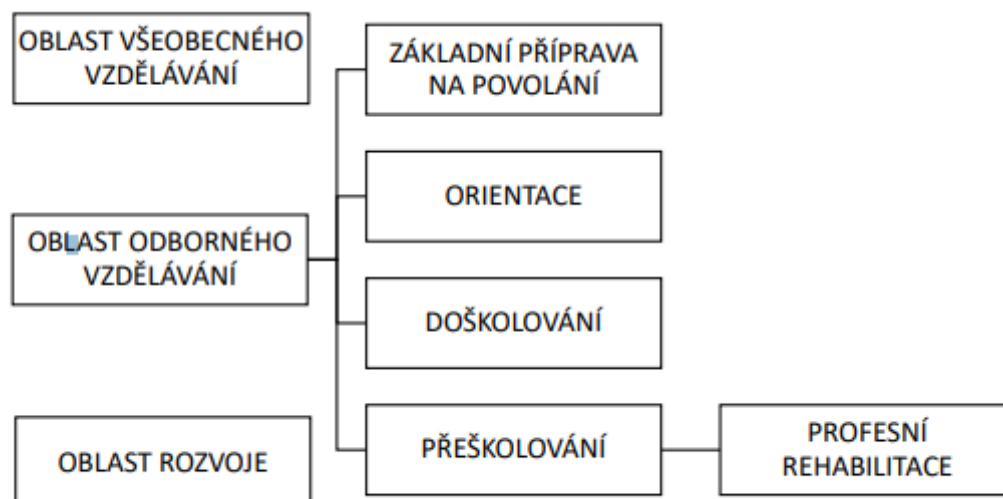 OBLAST VŠEOBECNÉHO
VZDĚLÁVÁNÍ
ZÁKLADNÍ PŘÍPRAVA
NA POVOLÁNÍ
ORIENTACE
OBLAST ODBORNÉHO
VZDĚLÁVÁNÍ
DOŠKOLOVÁNÍ
OBLAST ROZVOJE
PŘEŠKOLOVÁNÍ
PROFESNÍ
REHABILITACE